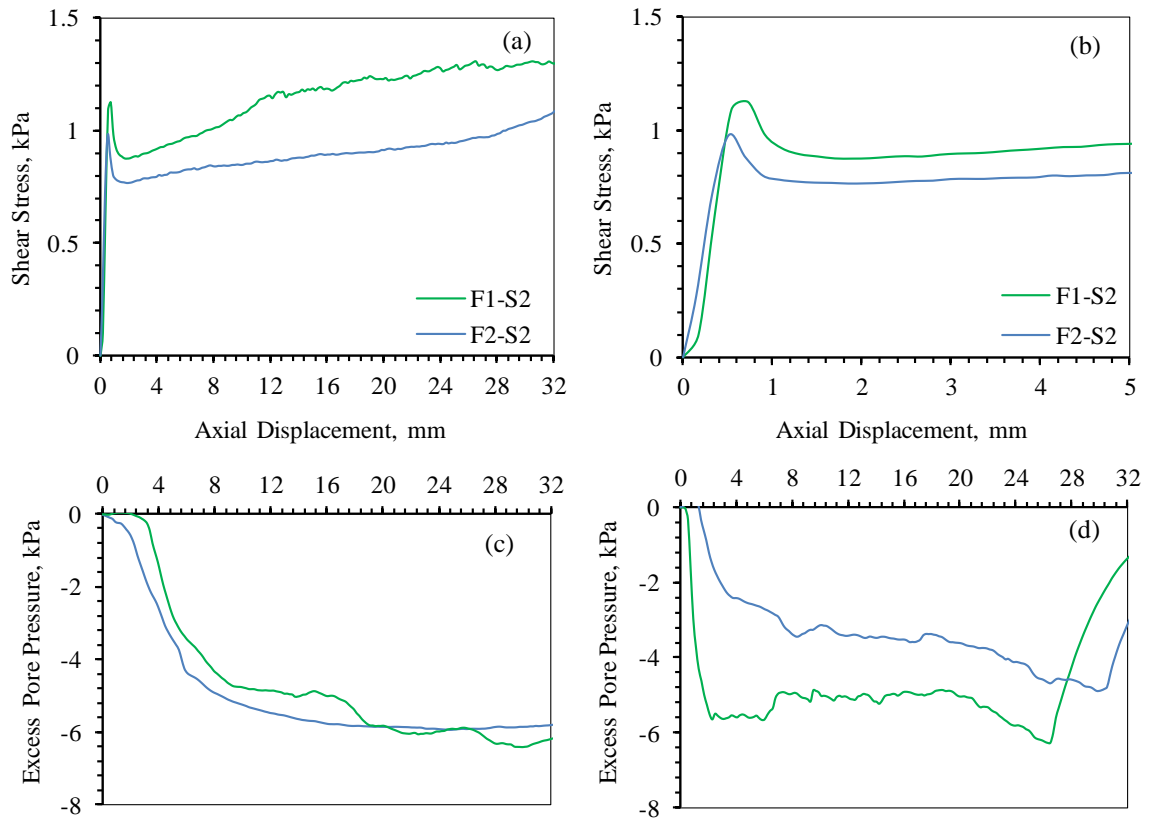 1.5
(a)
1
0.5
0
Shear Stress, kPa
F1-S2
F2-S2
0 4 8 12 16 20 24 28 32
Axial Displacement, mm
1.5
(b)
1
0.5
0
Shear Stress, kPa
F1-S2
F2-S2
0 1 2 3 4 5
Axial Displacement, mm
0 4 8 12 16 20 24 28 32
0
(c)
-2
-4
-6
-8
Excess Pore Pressure, kPa
0 4 8 12 16 20 24 28 32
0
(d)
-2
-4
-6
-8
Excess Pore Pressure, kPa